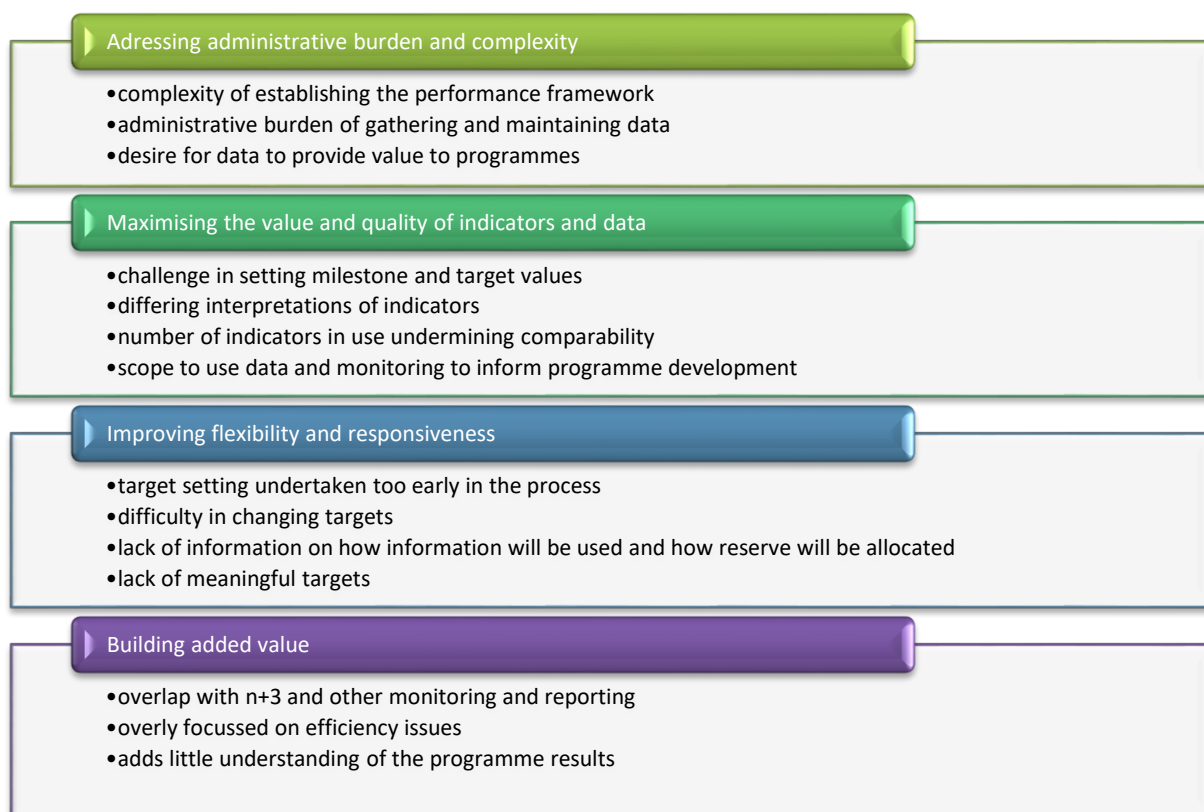 Adressing administrative burden and complexity
•complexity of establishing the performance framework
•administrative burden of gathering and maintaining data
•desire for data to provide value to programmes
Maximising the value and quality of indicators and data
•challenge in setting milestone and target values
•differing interpretations of indicators
•number of indicators in use undermining comparability
•scope to use data and monitoring to inform programme development
Improving flexibility and responsiveness
•target setting undertaken too early in the process
•difficulty in changing targets
•lack of information on how information will be used and how reserve will be allocated
•lack of meaningful targets
Building added value
•overlap with n+3 and other monitoring and reporting
•overly focussed on efficiency issues
•adds little understanding of the programme results